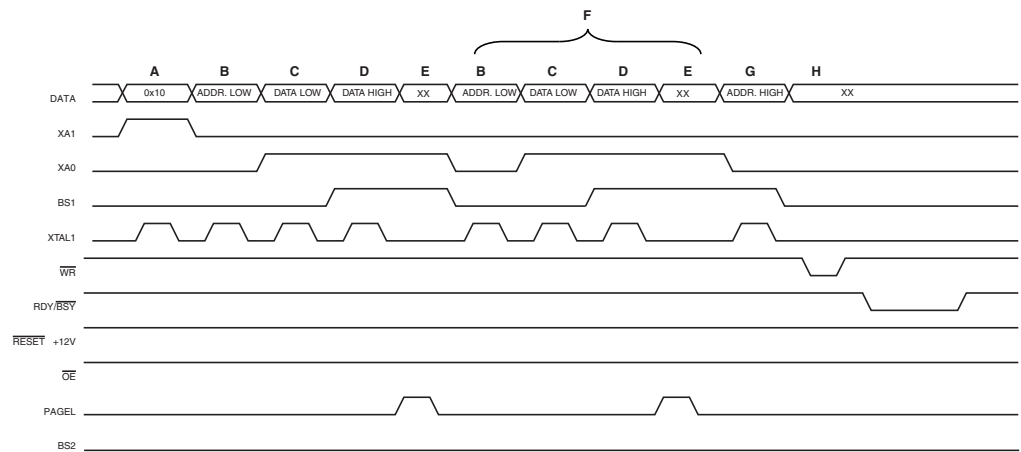 F
A B C D E B C D E G H
DATA 0x10 ADDR. LOW DATA LOW DATA HIGH XX ADDR. LOW DATA LOW DATA HIGH XX ADDR. HIGH XX
XA1
XA0
BS1
XTAL1
WR
RDY/BSY
RESET +12V
OE
PAGEL
BS2